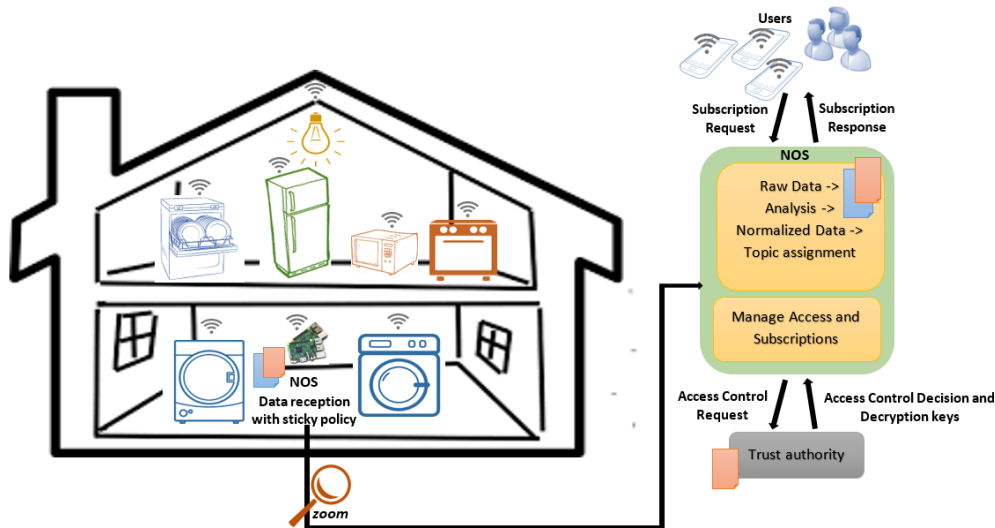 Users
Subscription
Request
Subscription
Response
NOS
Raw Data ->
Analysis ->
Normalized Data ->
Topic assignment
Manage Access and
Subscriptions
NOS
Data reception
with sticky policy
Access Control
Request
Access Control Decision and
Decryption keys
Trust authority
zoom